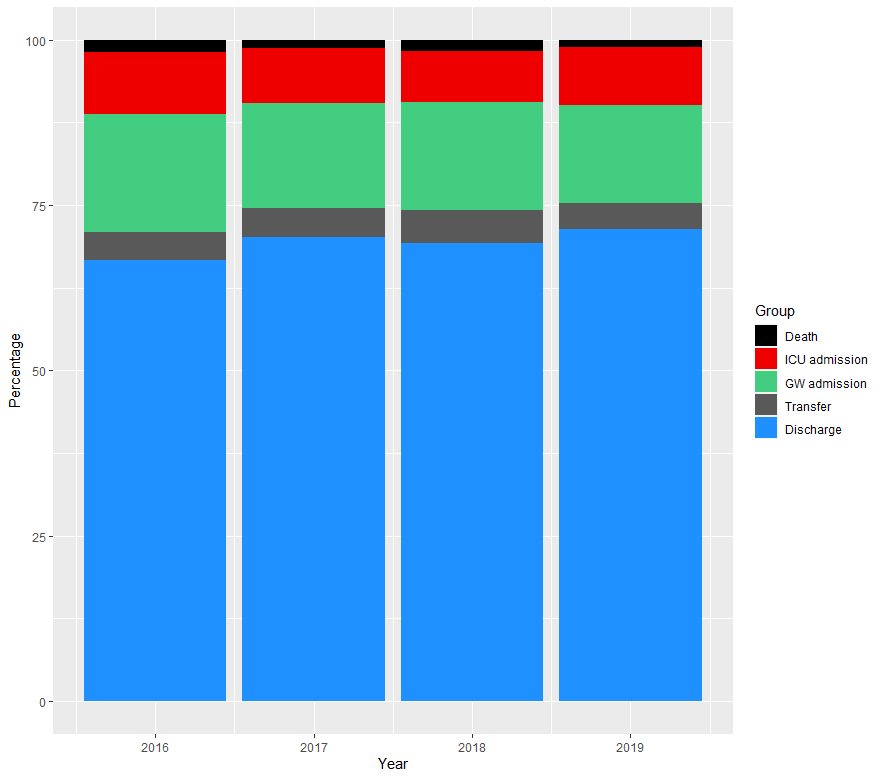 100
75
50
25
0
Percentage
2016 2017 2018 2019
Year
Group
Death
ICU admission
GW admission
Transfer
Discharge